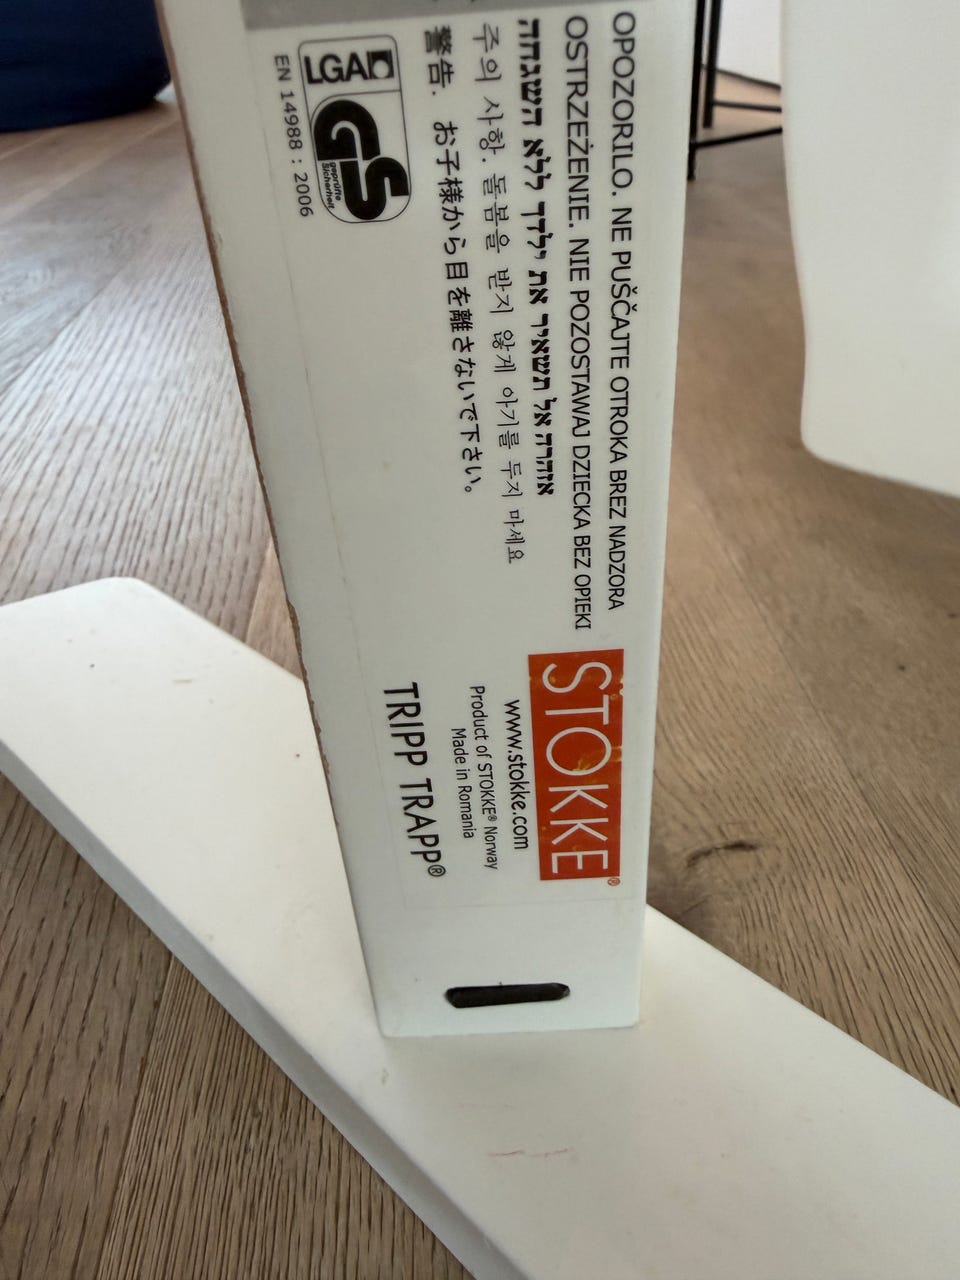 OPOZORILO. NE PUŠČAJTE OTROKA BREZ NADZORA
OSTRZEŻENIE. NIE POZOSTAWAJ DZIECKA BEZ OPIEKI
אזהרה אל תשאיר את ילדך ללא השגחה
주의 사항. 돌봄을 받지 않게 아기를 두지 마세요
警告. お子様から目を離さないで下さい。
LGA
GS
geprüfte
Sicherheit
EN 14988 : 2006
STOKKE®
www.stokke.com
Product of STOKKE® Norway
Made in Romania
TRIPP TRAPP®